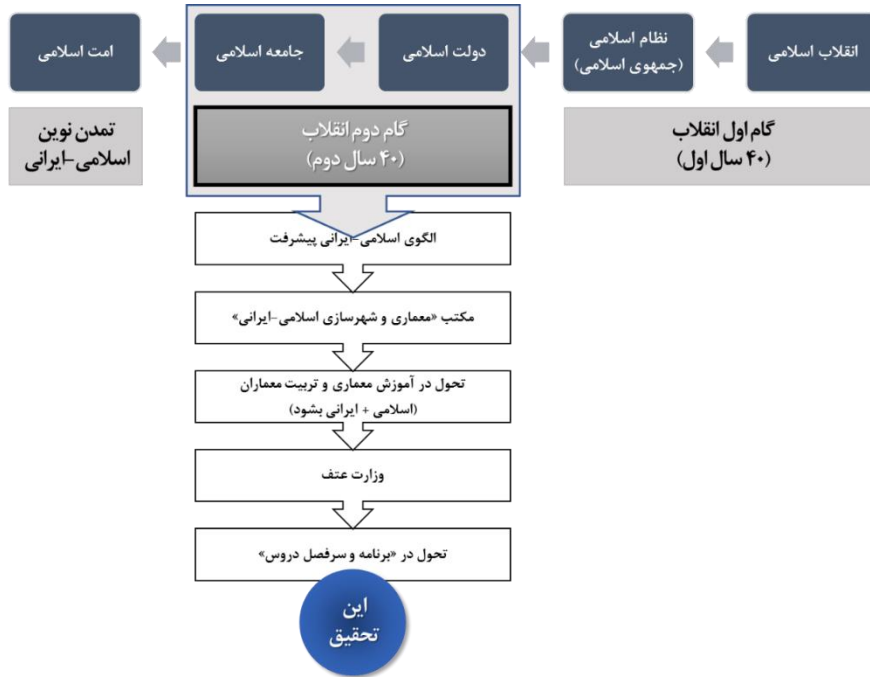 انقلاب اسلامی
نظام اسلامی
(جمهوی اسلامی)
دولت اسلامی
جامعه اسلامی
امت اسلامی
گام اول انقلاب
(۴۰ سال اول)
گام دوم انقلاب
(۴۰ سال دوم)
تمدن نوین
اسلامی–ایرانی
الگوی اسلامی–ایرانی پیشرفت
مکتب «معماری و شهرسازی اسلامی–ایرانی»
تحول در آموزش معماری و تربیت معماران
(اسلامی + ایرانی بشود)
وزارت عتف
تحول در «برنامه و سرفصل دروس»
این
تحقیق